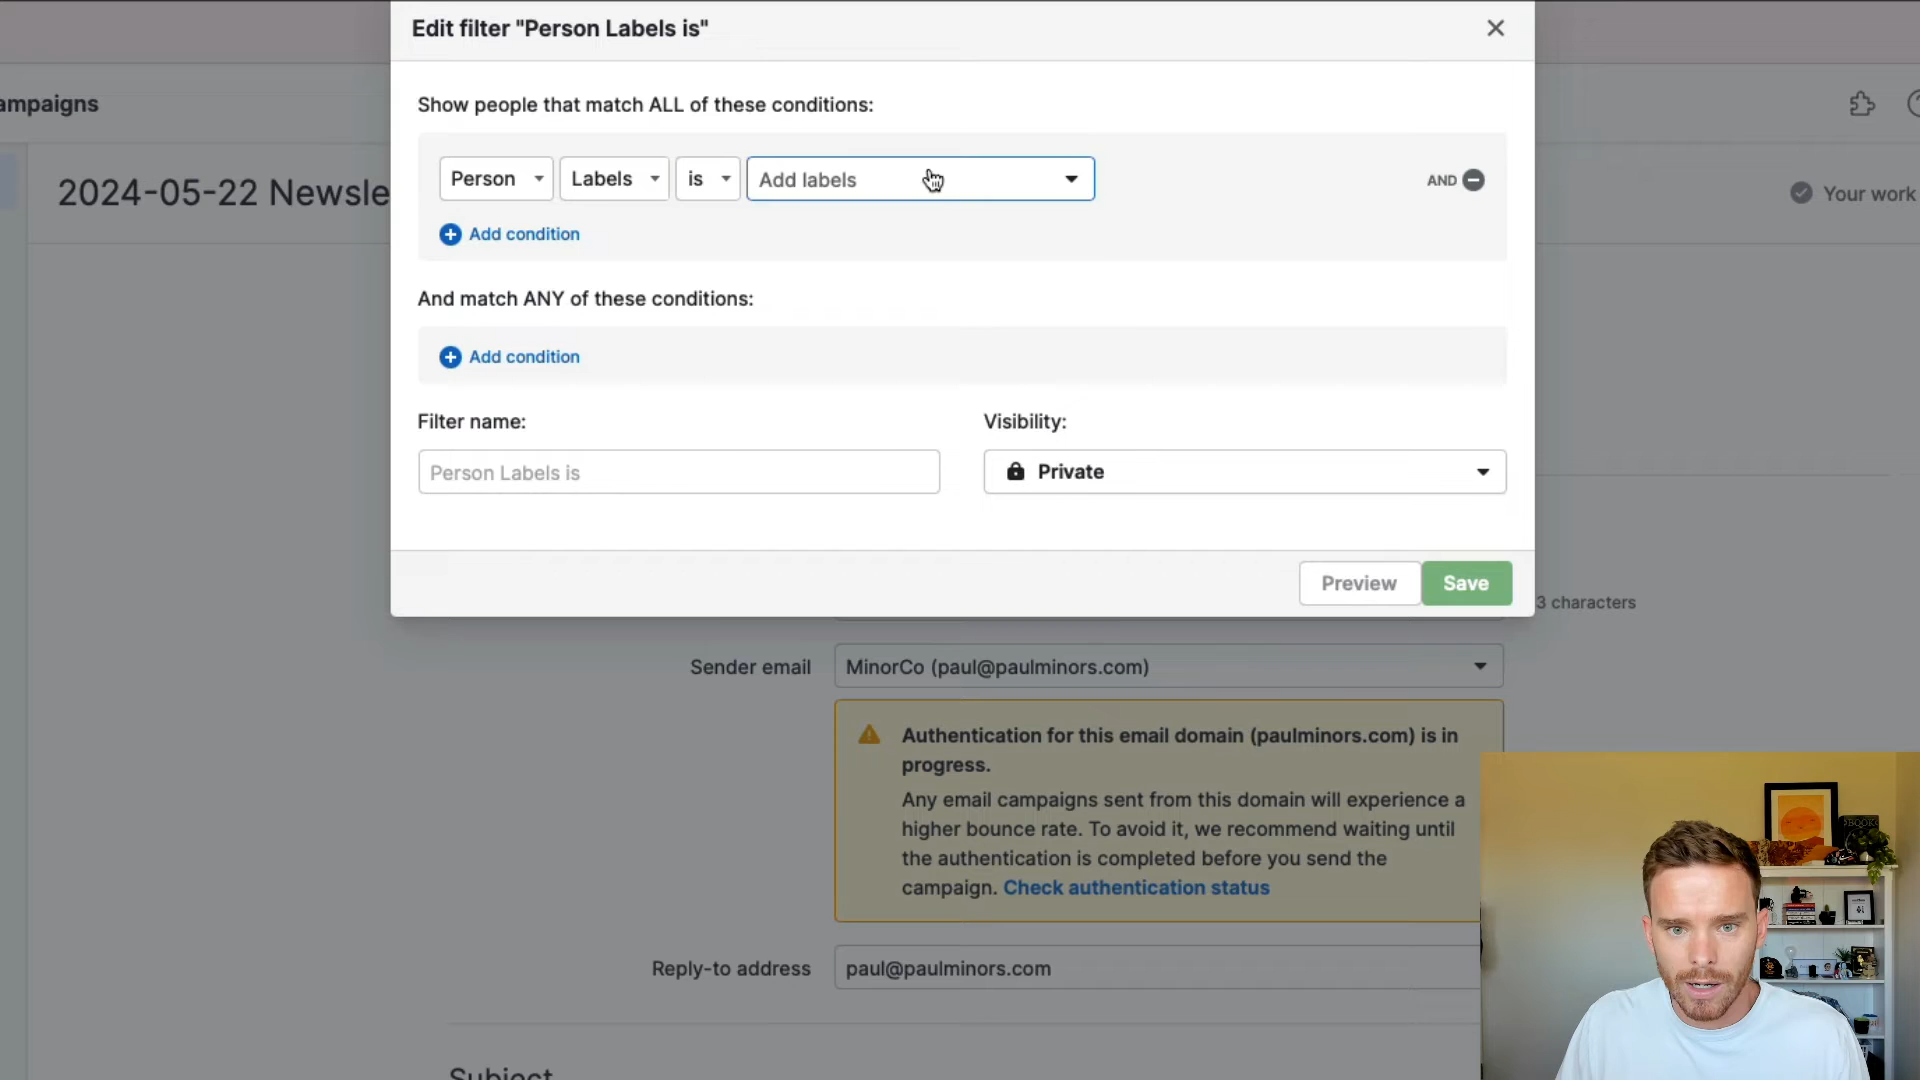 Edit filter "Person Labels is"
ampaigns
Show people that match ALL of these conditions:
Person
Labels
is
Add labels
AND
2024-05-22 Newsle
Your work
Add condition
And match ANY of these conditions:
Add condition
Filter name:
Visibility:
Person Labels is
Private
Preview
Save
3 characters
Sender email
MinorCo (paul@paulminors.com)
Authentication for this email domain (paulminors.com) is in
progress.
Any email campaigns sent from this domain will experience a
higher bounce rate. To avoid it, we recommend waiting until
the authentication is completed before you send the
campaign. Check authentication status
Reply-to address
paul@paulminors.com
Subject